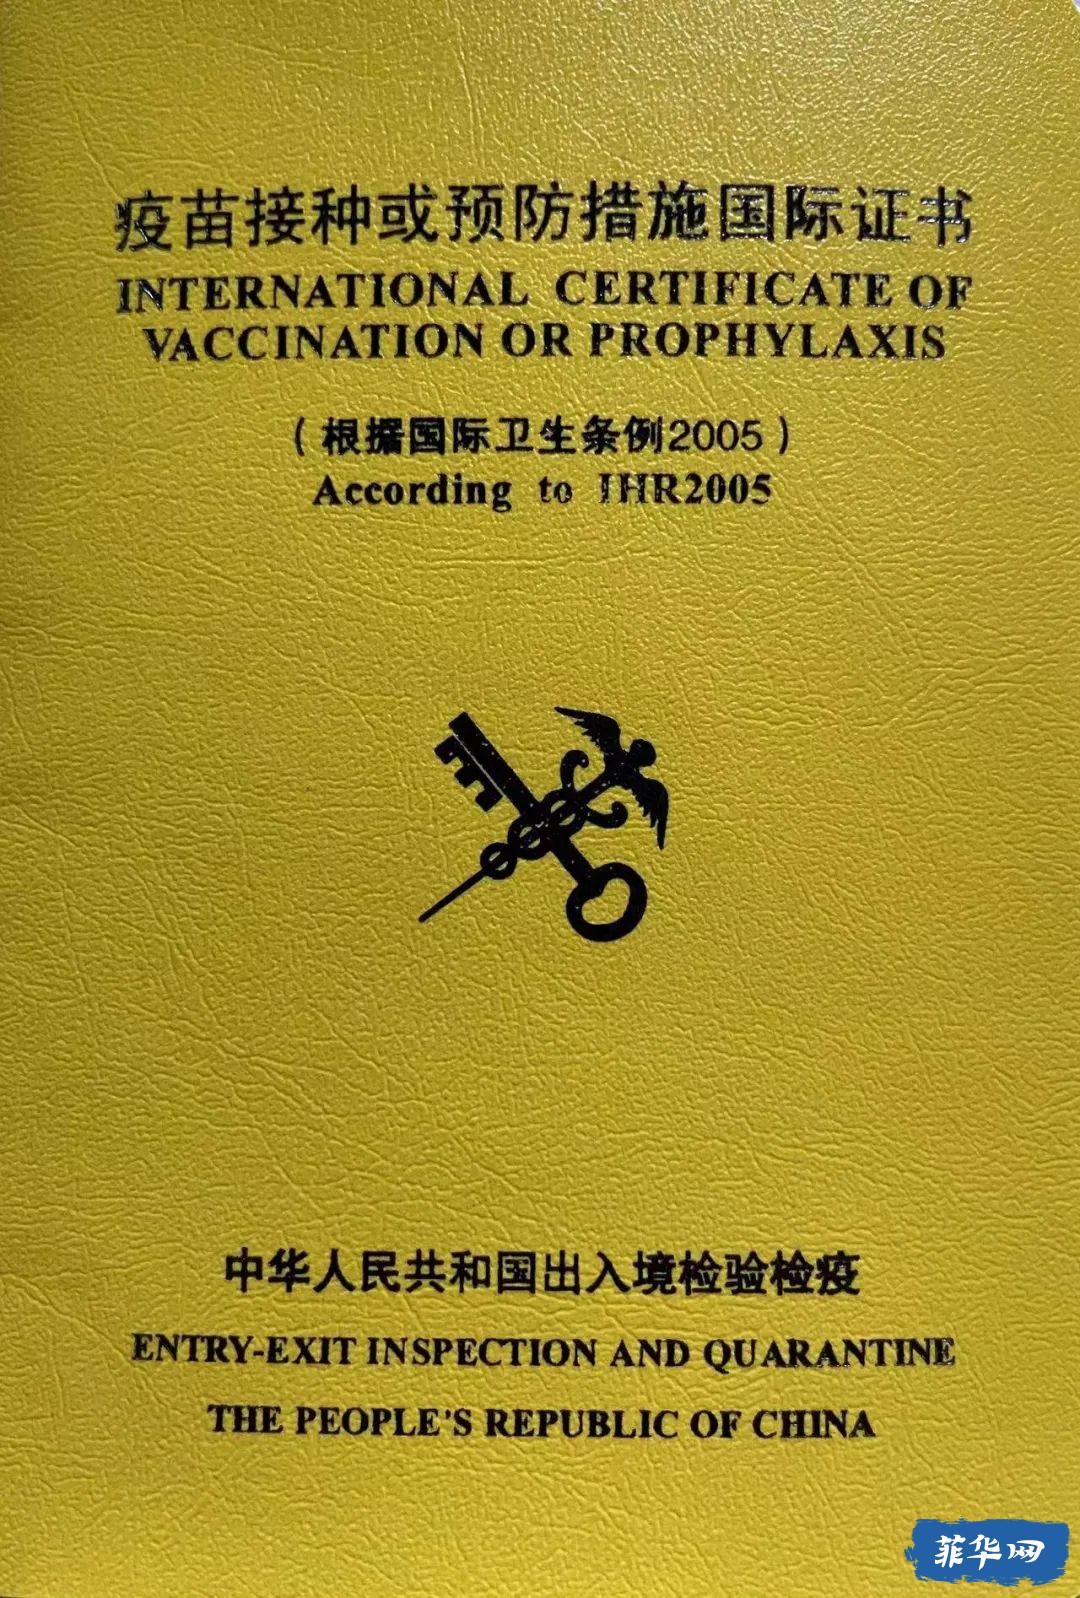 疫苗接种或预防措施国际证书
INTERNATIONAL CERTIFICATE OF
VACCINATION OR PROPHYLAXIS
（根据国际卫生条例2005）
According to IHR2005
中华人民共和国出入境检验检疫
ENTRY-EXIT INSPECTION AND QUARANTINE
THE PEOPLE'S REPUBLIC OF CHINA
菲华网